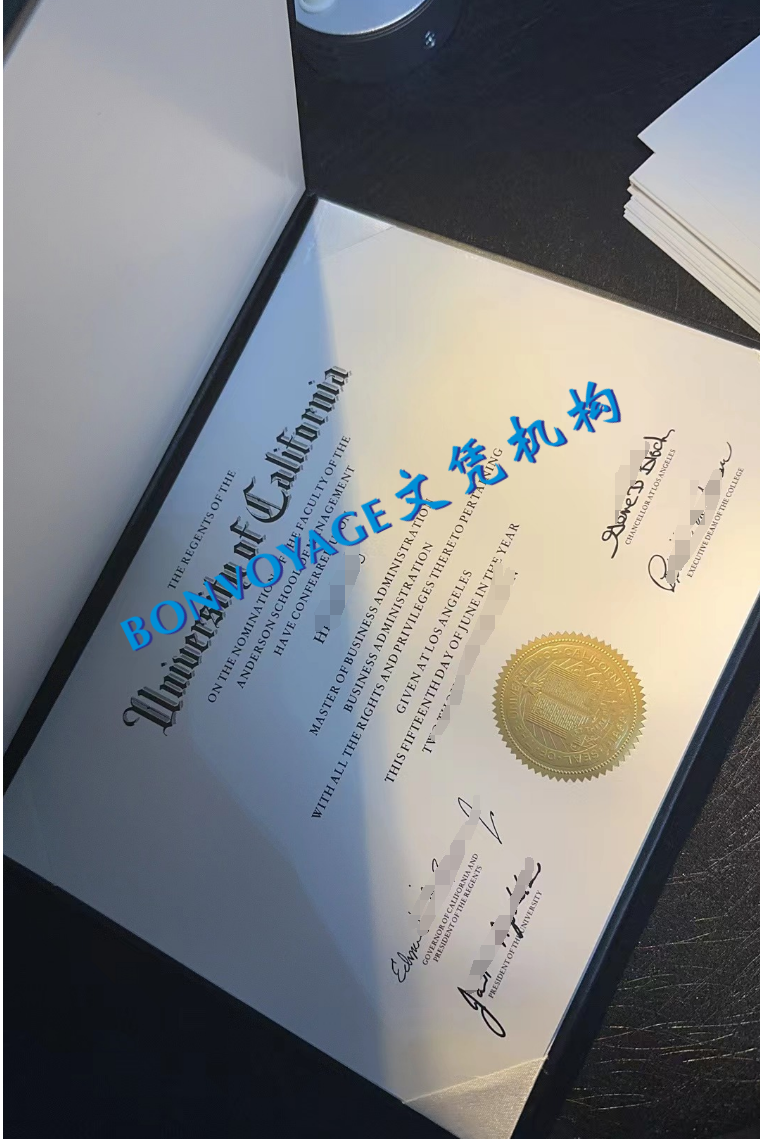 THE REGENTS OF THE
University of California
ON THE NOMINATION OF THE FACULTY OF THE
ANDERSON SCHOOL OF MANAGEMENT
HAVE CONFERRED UPON
BONVOYAGE文凭机构
MASTER OF BUSINESS ADMINISTRATION
BUSINESS ADMINISTRATION
WITH ALL THE RIGHTS AND PRIVILEGES THERETO PERTAINING
GIVEN AT LOS ANGELES
THIS FIFTEENTH DAY OF JUNE IN THE YEAR
GOVERNOR OF CALIFORNIA AND
PRESIDENT OF THE REGENTS
PRESIDENT OF THE UNIVERSITY
CHANCELLOR AT LOS ANGELES
EXECUTIVE DEAM OF THE COLLEGE